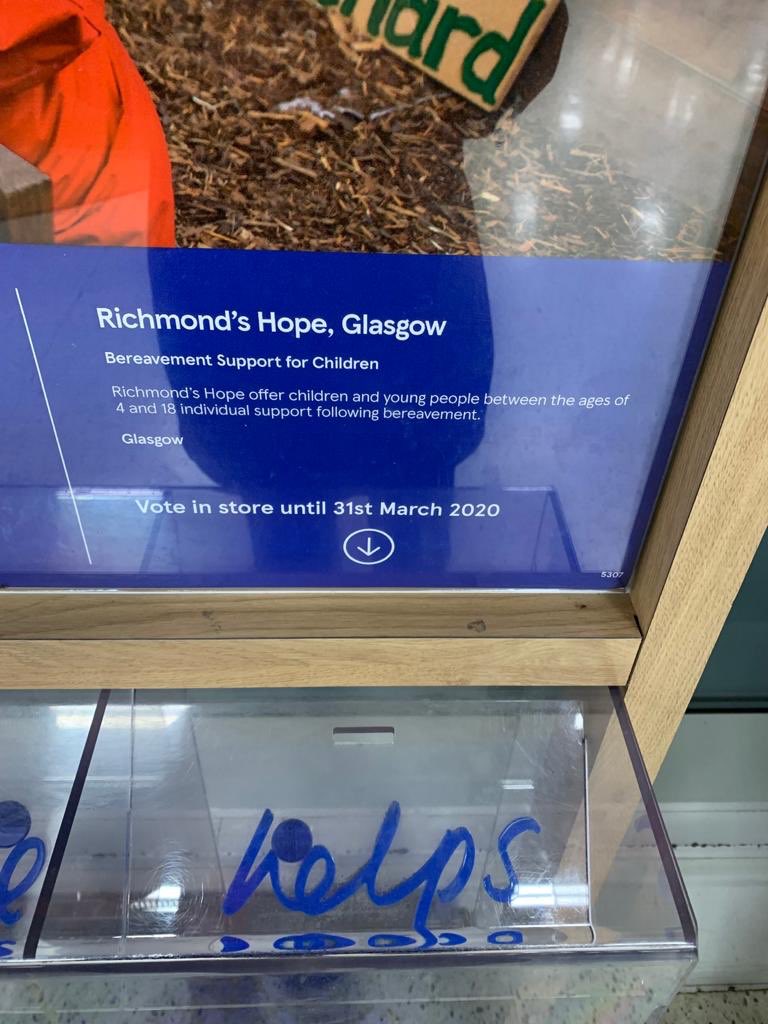 hard
Richmond's Hope, Glasgow
Bereavement Support for Children
Richmond's Hope offer children and young people between the ages of
4 and 18 individual support following bereavement.
Glasgow
Vote in store until 31st March 2020
5307
helps